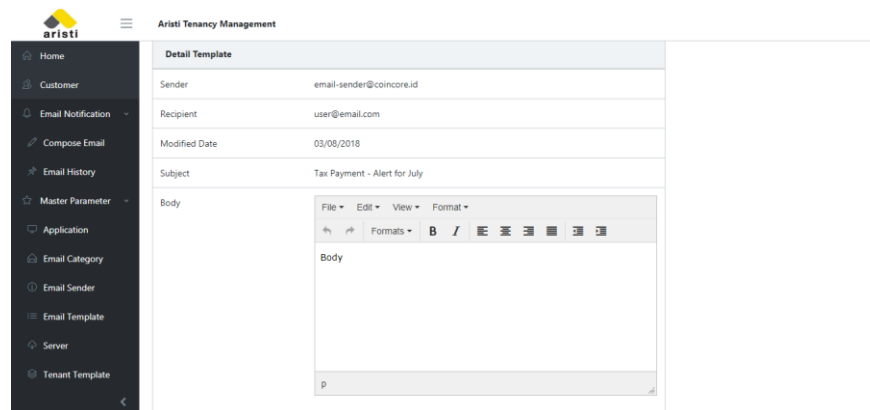 aristi
Aristi Tenancy Management
Home
Customer
Email Notification
Compose Email
Email History
Master Parameter
Application
Email Category
Email Sender
Email Template
Server
Tenant Template
Detail Template
Sender email-sender@coincore.id
Recipient user@email.com
Modified Date 03/08/2018
Subject Tax Payment - Alert for July
Body
File Edit View Format
Formats B I
Body
p